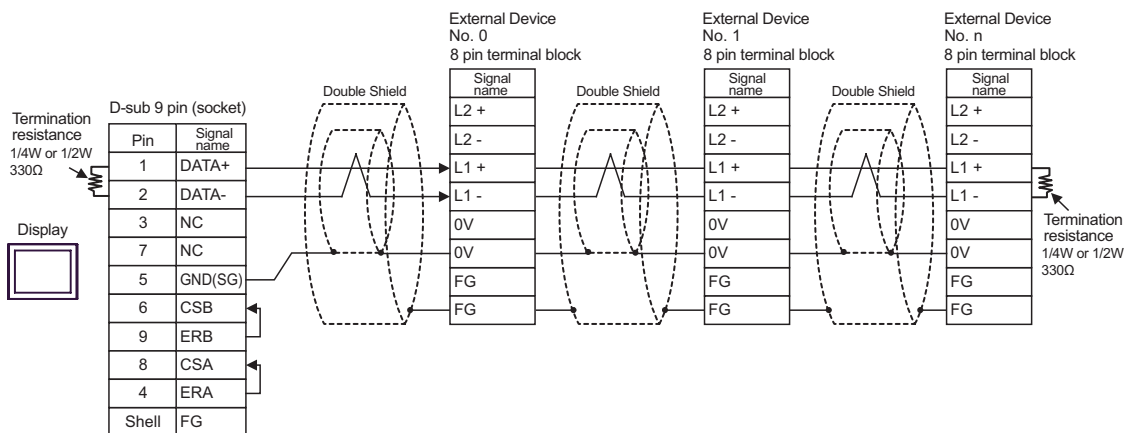 External Device
No. 0
8 pin terminal block
External Device
No. 1
8 pin terminal block
External Device
No. n
8 pin terminal block
Termination
resistance
1/4W or 1/2W
330Ω
Display
D-sub 9 pin (socket)
Pin Signal name
1 DATA+
2 DATA-
3 NC
7 NC
5 GND(SG)
6 CSB
9 ERB
8 CSA
4 ERA
Shell FG
Double Shield
Signal
name
L2 +
L2 -
L1 +
L1 -
0V
0V
FG
FG
Double Shield
Signal
name
L2 +
L2 -
L1 +
L1 -
0V
0V
FG
FG
Double Shield
Signal
name
L2 +
L2 -
L1 +
L1 -
0V
0V
FG
FG
Termination
resistance
1/4W or 1/2W
330Ω